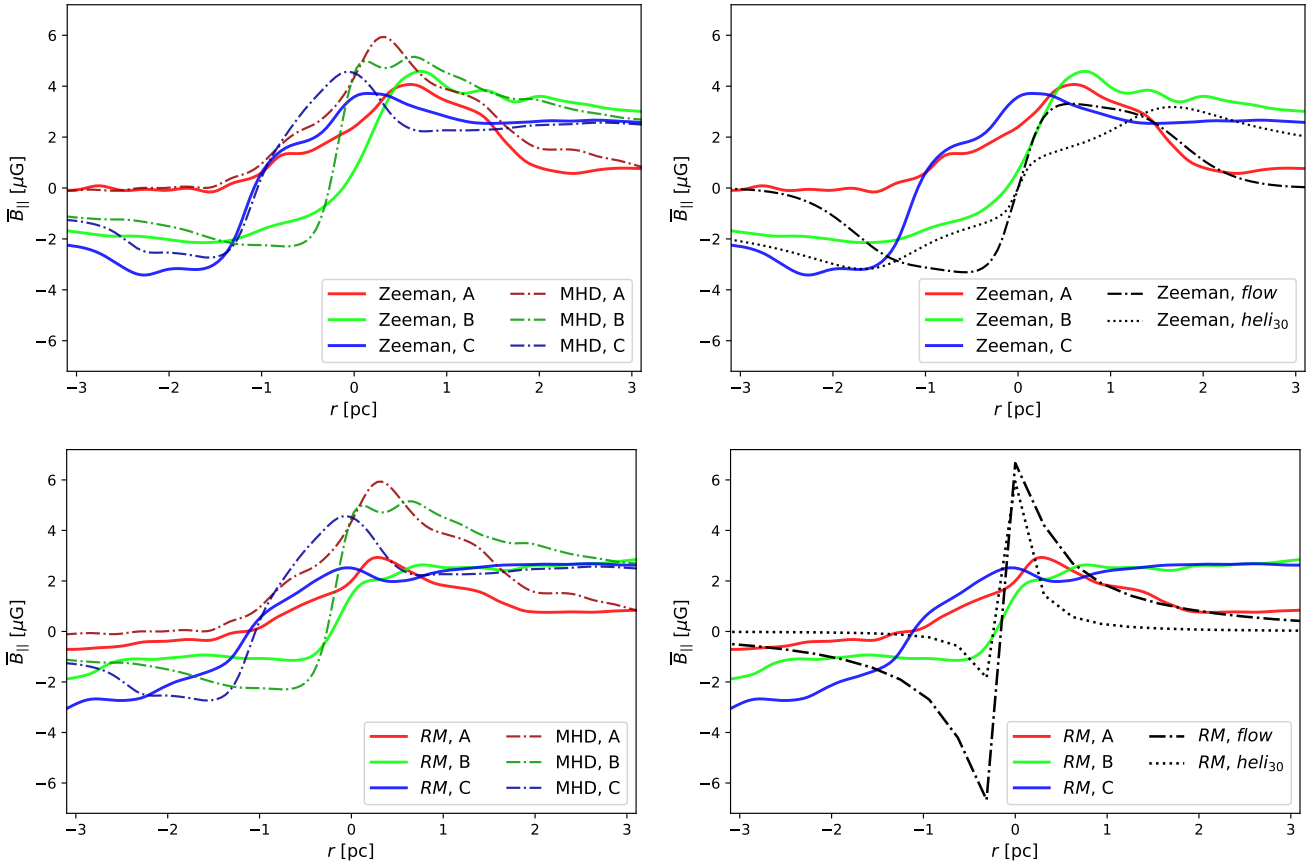 6
4
2
0
−2
−4
−6
B̅|| [μG]
−3 −2 −1 0 1 2 3
r [pc]
Zeeman, A
Zeeman, B
Zeeman, C
MHD, A
MHD, B
MHD, C
6
4
2
0
−2
−4
−6
B̅|| [μG]
−3 −2 −1 0 1 2 3
r [pc]
Zeeman, A
Zeeman, B
Zeeman, C
Zeeman, flow
Zeeman, heli30
6
4
2
0
−2
−4
−6
B̅|| [μG]
−3 −2 −1 0 1 2 3
r [pc]
RM, A
RM, B
RM, C
MHD, A
MHD, B
MHD, C
6
4
2
0
−2
−4
−6
B̅|| [μG]
−3 −2 −1 0 1 2 3
r [pc]
RM, A
RM, B
RM, C
RM, flow
RM, heli30